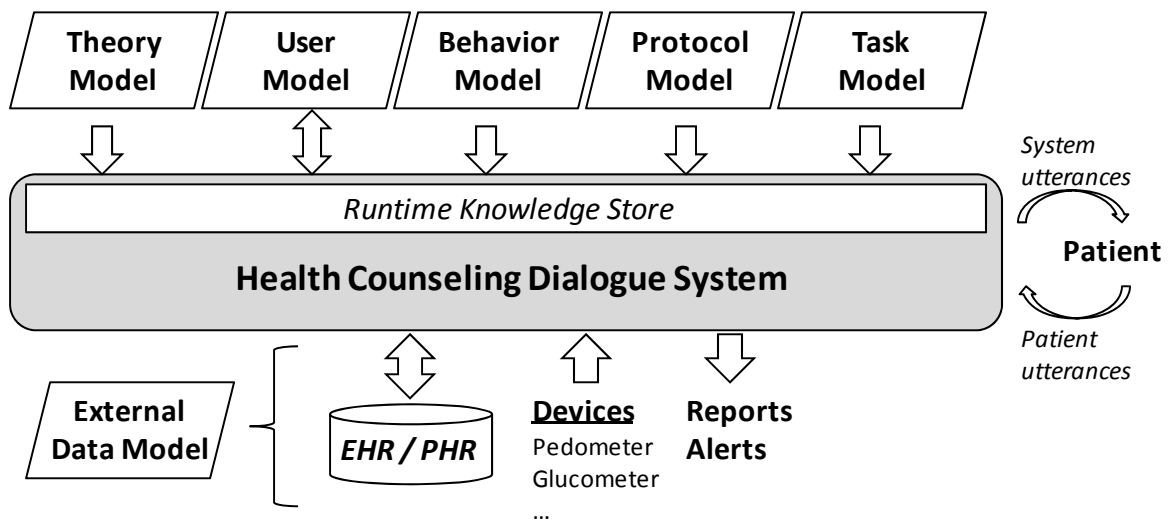 Theory
Model
User
Model
Behavior
Model
Protocol
Model
Task
Model
System
utterances
Runtime Knowledge Store
Health Counseling Dialogue System
Patient
Patient
utterances
External
Data Model
EHR / PHR
Devices
Pedometer
Glucometer
...
Reports
Alerts